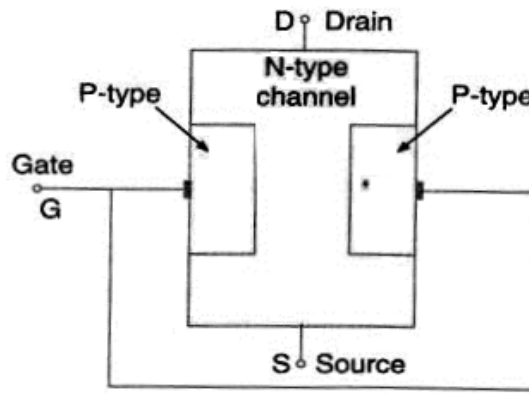 D Drain
N-type
channel
P-type
P-type
Gate
G
S Source